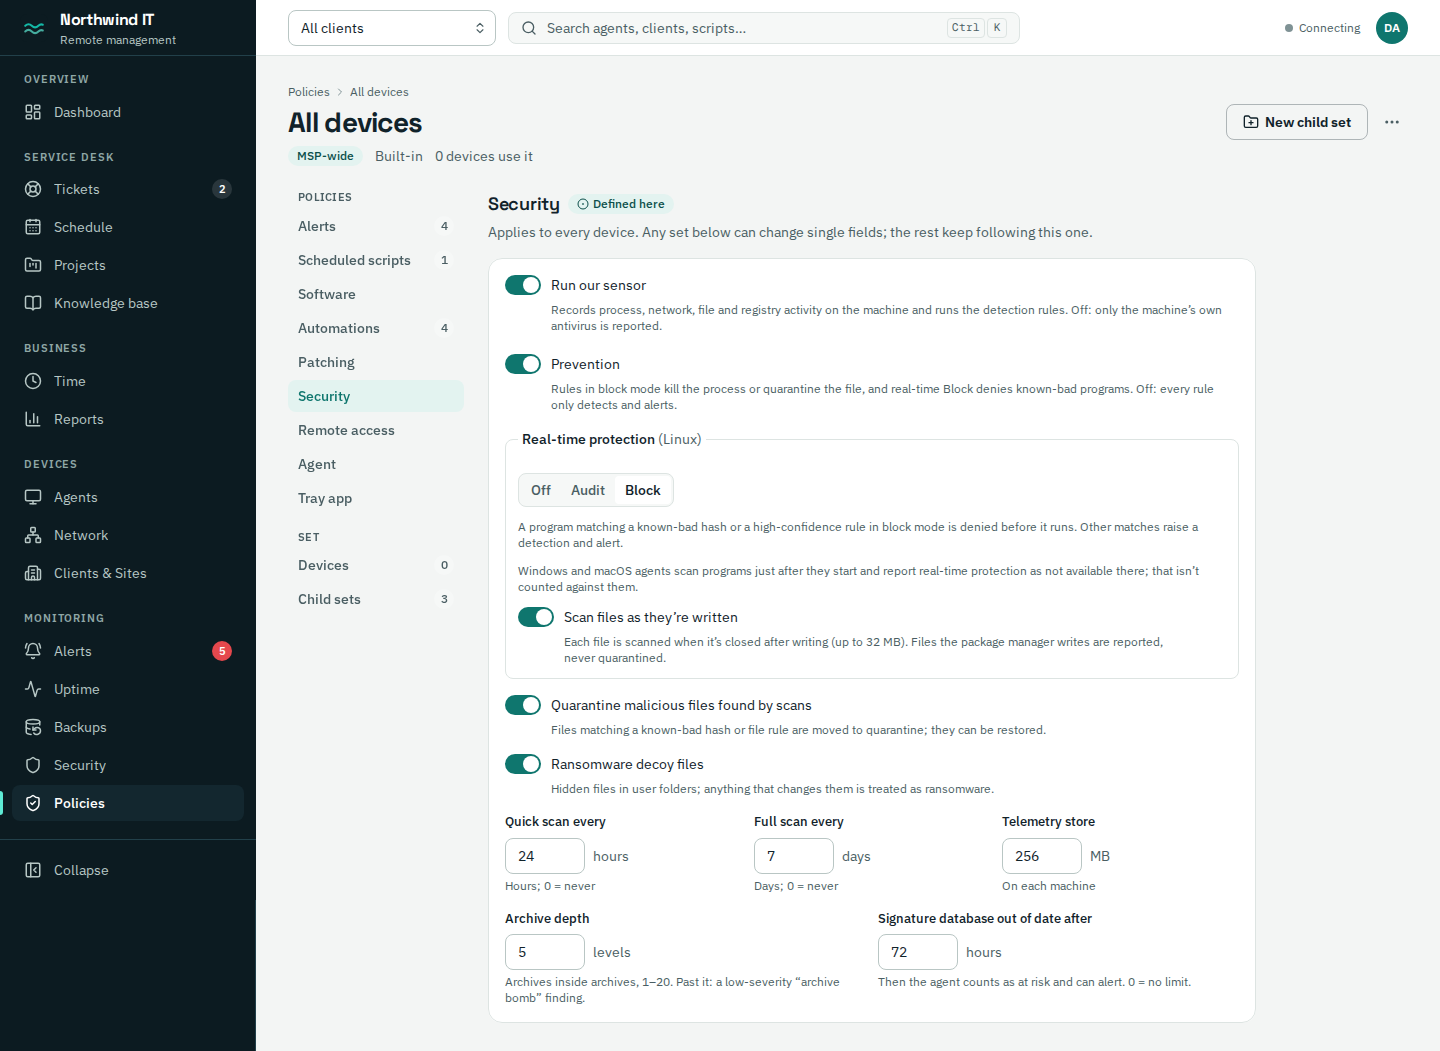 Northwind IT
Remote management
All clients
Search agents, clients, scripts...
Ctrl K
Connecting
DA
OVERVIEW
Dashboard
SERVICE DESK
Tickets 2
Schedule
Projects
Knowledge base
BUSINESS
Time
Reports
DEVICES
Agents
Network
Clients & Sites
MONITORING
Alerts 5
Uptime
Backups
Security
Policies
Collapse
Policies > All devices
All devices
New child set
MSP-wide Built-in 0 devices use it
POLICIES
Alerts 4
Scheduled scripts 1
Software
Automations 4
Patching
Security
Remote access
Agent
Tray app
SET
Devices 0
Child sets 3
Security Defined here
Applies to every device. Any set below can change single fields; the rest keep following this one.
Run our sensor
Records process, network, file and registry activity on the machine and runs the detection rules. Off: only the machine’s own
antivirus is reported.
Prevention
Rules in block mode kill the process or quarantine the file, and real-time Block denies known-bad programs. Off: every rule
only detects and alerts.
Real-time protection (Linux)
Off Audit Block
A program matching a known-bad hash or a high-confidence rule in block mode is denied before it runs. Other matches raise a
detection and alert.
Windows and macOS agents scan programs just after they start and report real-time protection as not available there; that isn’t
counted against them.
Scan files as they’re written
Each file is scanned when it’s closed after writing (up to 32 MB). Files the package manager writes are reported,
never quarantined.
Quarantine malicious files found by scans
Files matching a known-bad hash or file rule are moved to quarantine; they can be restored.
Ransomware decoy files
Hidden files in user folders; anything that changes them is treated as ransomware.
Quick scan every
24 hours
Hours; 0 = never
Full scan every
7 days
Days; 0 = never
Telemetry store
256 MB
On each machine
Archive depth
5 levels
Archives inside archives, 1–20. Past it: a low-severity “archive
bomb” finding.
Signature database out of date after
72 hours
Then the agent counts as at risk and can alert. 0 = no limit.